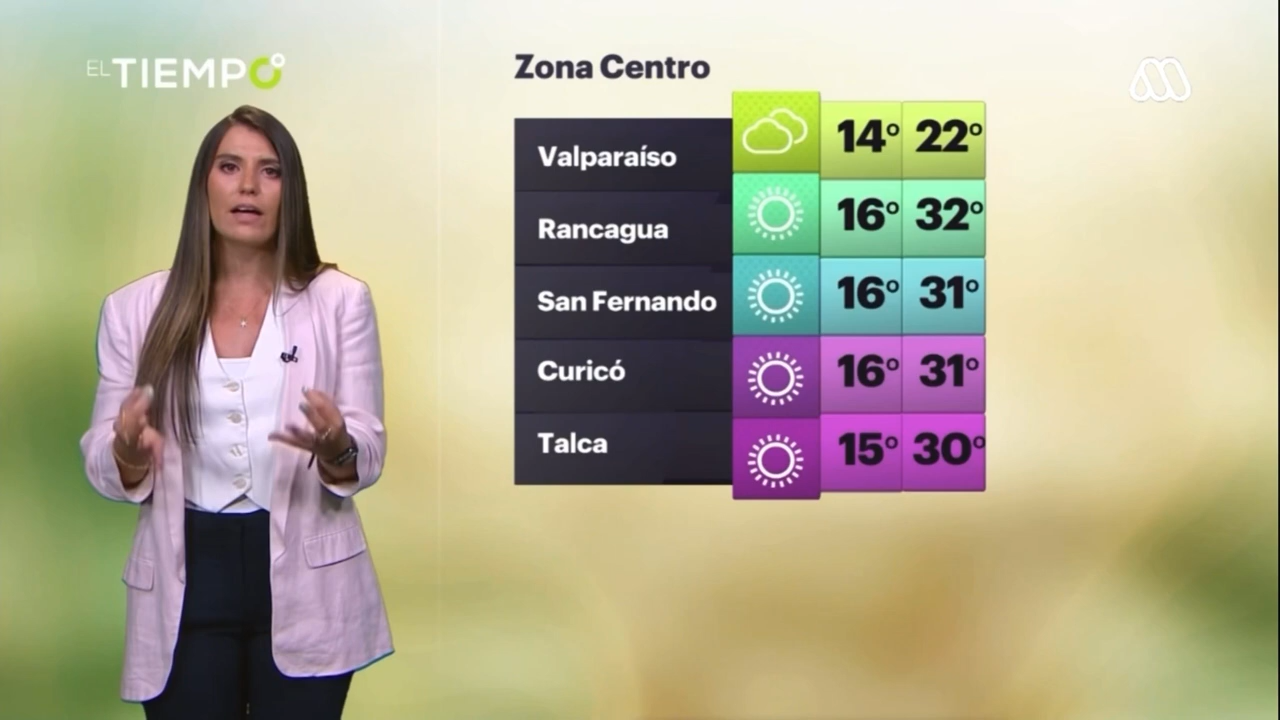 EL TIEMPO
Zona Centro
Valparaíso 14° 22°
Rancagua 16° 32°
San Fernando 16° 31°
Curicó 16° 31°
Talca 15° 30°